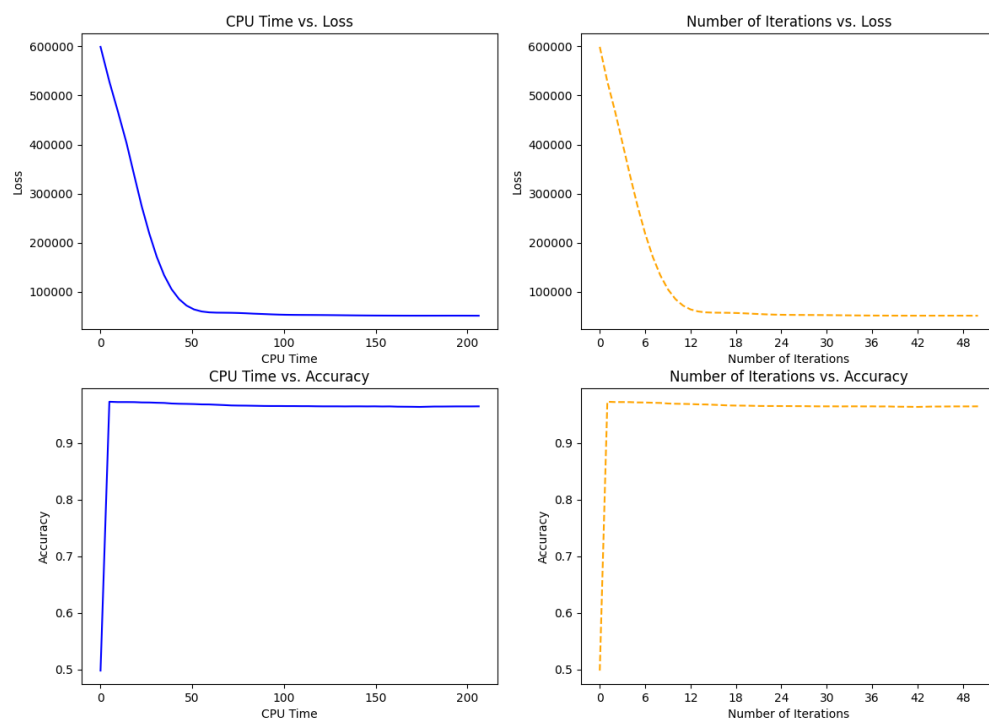 CPU Time vs. Loss
600000
500000
400000
300000
200000
100000
Loss
0 50 100 150 200
CPU Time
Number of Iterations vs. Loss
600000
500000
400000
300000
200000
100000
Loss
0 6 12 18 24 30 36 42 48
Number of Iterations
CPU Time vs. Accuracy
0.9
0.8
0.7
0.6
0.5
Accuracy
0 50 100 150 200
CPU Time
Number of Iterations vs. Accuracy
0.9
0.8
0.7
0.6
0.5
Accuracy
0 6 12 18 24 30 36 42 48
Number of Iterations